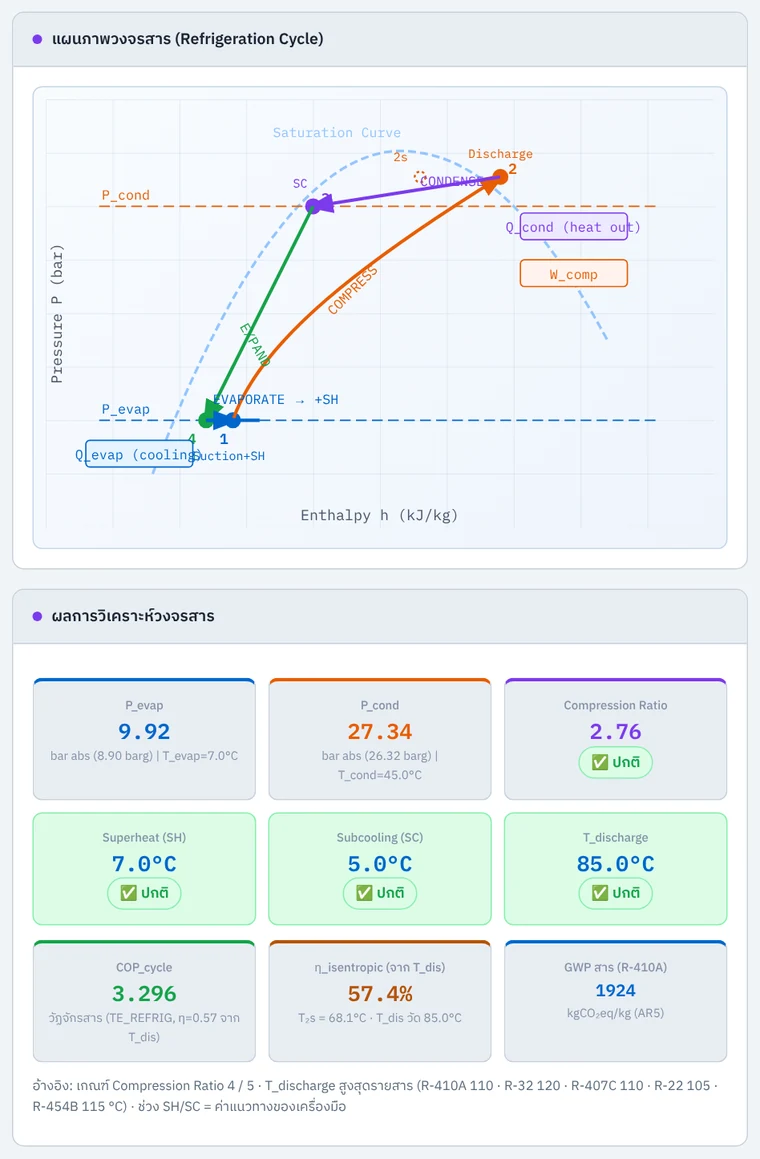 แผนภาพวงจรสาร (Refrigeration Cycle)
Saturation Curve
2s
Discharge
2
SC
3
CONDENSE
P_cond
Q_cond (heat out)
W_comp
COMPRESS
EXPAND
Pressure P (bar)
P_evap
EVAPORATE → +SH
4
1
Q_evap (cooling)
Suction+SH
Enthalpy h (kJ/kg)
ผลการวิเคราะห์วงจรสาร
P_evap
9.92
bar abs (8.90 barg) | T_evap=7.0°C
P_cond
27.34
bar abs (26.32 barg) |
T_cond=45.0°C
Compression Ratio
2.76
✅ ปกติ
Superheat (SH)
7.0°C
✅ ปกติ
Subcooling (SC)
5.0°C
✅ ปกติ
T_discharge
85.0°C
✅ ปกติ
COP_cycle
3.296
วัฏจักรสาร (TE_REFRIG, η=0.57 จาก
T_dis)
η_isentropic (จาก T_dis)
57.4%
T₂s = 68.1°C · T_dis วัด 85.0°C
GWP สาร (R-410A)
1924
kgCO₂eq/kg (AR5)
อ้างอิง: เกณฑ์ Compression Ratio 4 / 5 · T_discharge สูงสุดรายสาร (R-410A 110 · R-32 120 · R-407C 110 · R-22 105 ·
R-454B 115 °C) · ช่วง SH/SC = ค่าแนวทางของเครื่องมือ